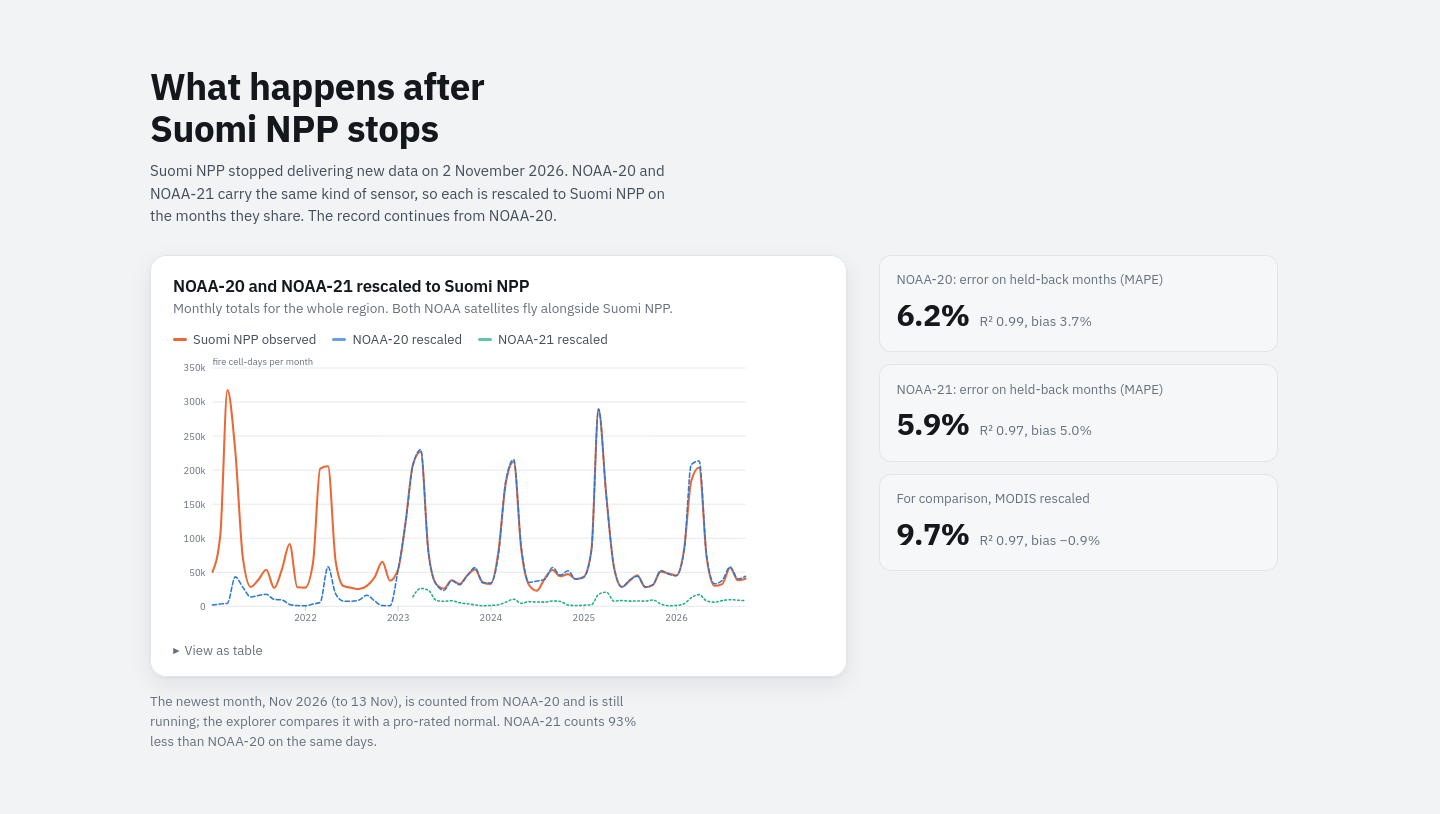 What happens after
Suomi NPP stops
Suomi NPP stopped delivering new data on 2 November 2026. NOAA-20 and
NOAA-21 carry the same kind of sensor, so each is rescaled to Suomi NPP on
the months they share. The record continues from NOAA-20.
NOAA-20 and NOAA-21 rescaled to Suomi NPP
Monthly totals for the whole region. Both NOAA satellites fly alongside Suomi NPP.
Suomi NPP observed NOAA-20 rescaled NOAA-21 rescaled
fire cell-days per month
350k
300k
250k
200k
150k
100k
50k
0
2022 2023 2024 2025 2026
▸ View as table
The newest month, Nov 2026 (to 13 Nov), is counted from NOAA-20 and is still
running; the explorer compares it with a pro-rated normal. NOAA-21 counts 93%
less than NOAA-20 on the same days.
NOAA-20: error on held-back months (MAPE)
6.2% R² 0.99, bias 3.7%
NOAA-21: error on held-back months (MAPE)
5.9% R² 0.97, bias 5.0%
For comparison, MODIS rescaled
9.7% R² 0.97, bias −0.9%